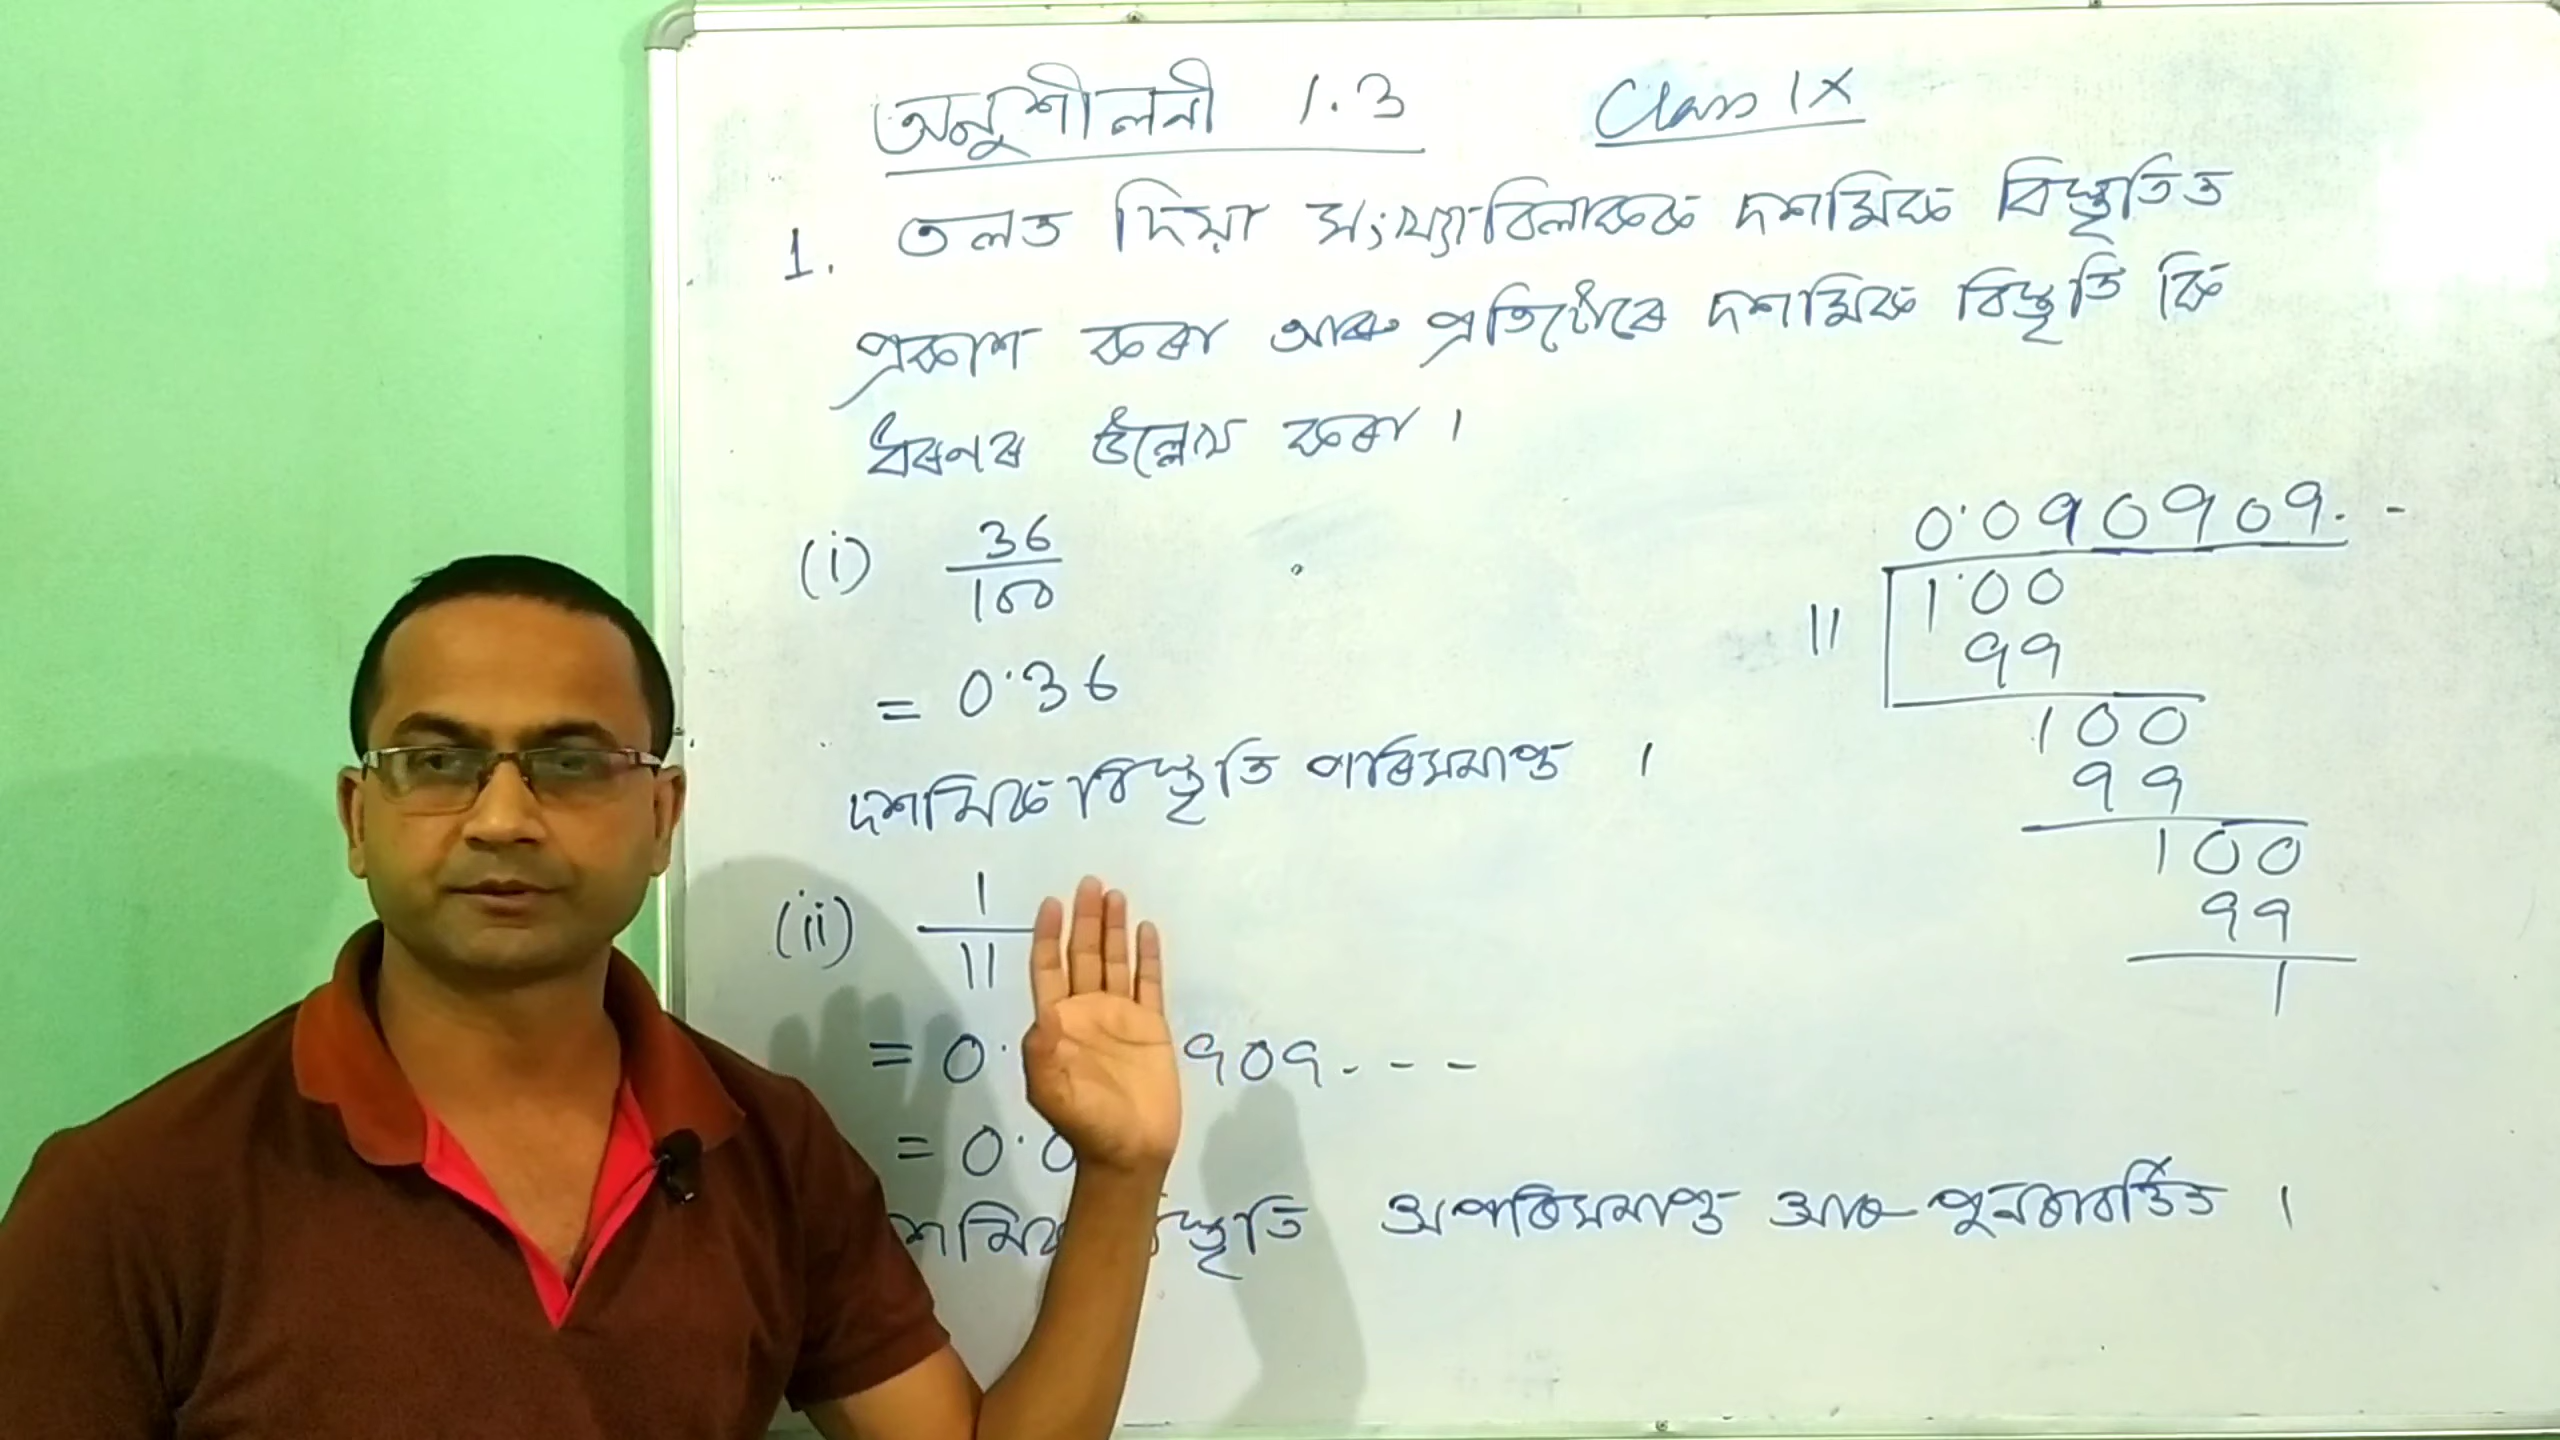 অনুশীলনী 1.3 Class IX
1. তলত দিয়া সংখ্যাবিলাকক দশমিক বিস্তৃতিত
প্ৰকাশ কৰা আৰু প্ৰতিটোৰে দশমিক বিস্তৃতি কি
ধৰণৰ উল্লেখ কৰা।
(i) 36
100
= 0.36
দশমিক বিস্তৃতি পৰিসমাপ্ত ।
(ii) 1
11
= 0. 909 - - -
= 0.0
শমিক বিস্তৃতি অপৰিসমাপ্ত আৰু পুনৰাবৰ্তিত ।
0.090909. -
11 1.00
99
100
99
100
99
1